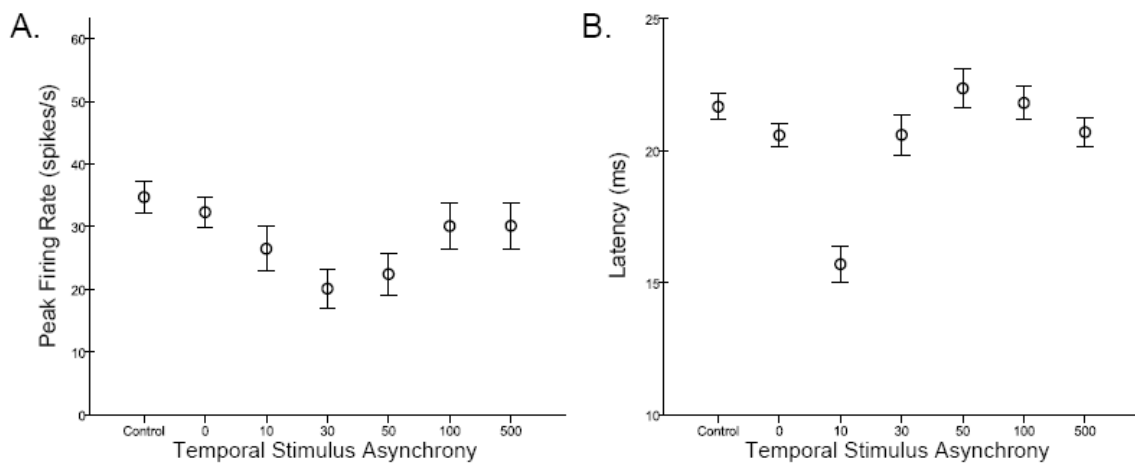 A.
Peak Firing Rate (spikes/s)
60
50
40
30
20
10
0
Control 0 10 30 50 100 500
Temporal Stimulus Asynchrony
B.
Latency (ms)
25
20
15
10
Control 0 10 30 50 100 500
Temporal Stimulus Asynchrony